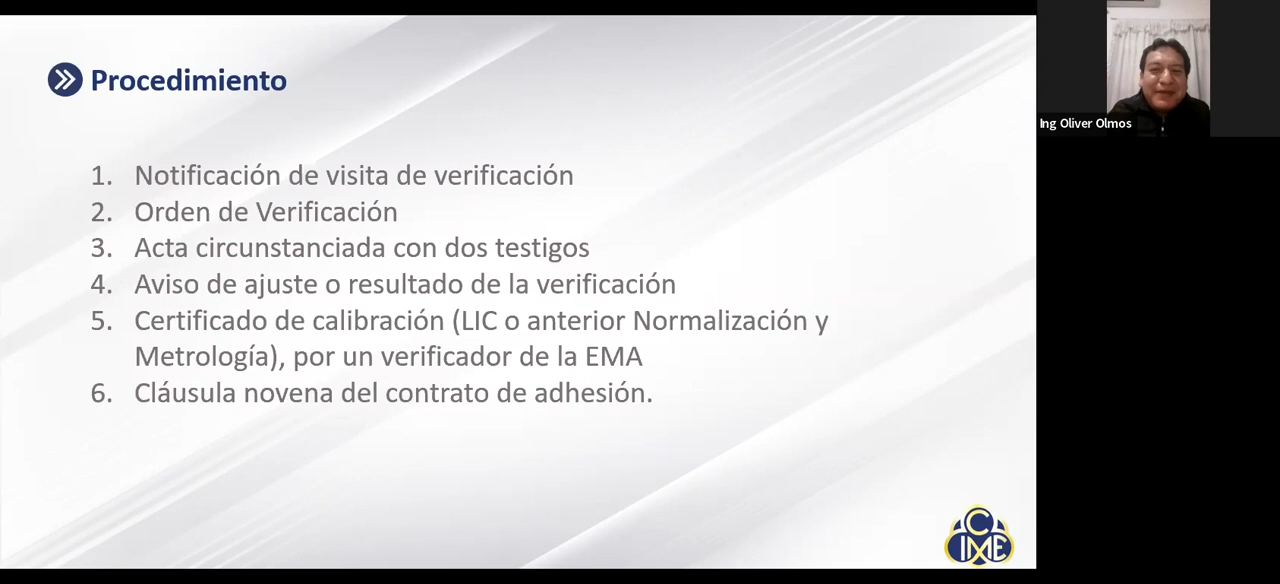 Procedimiento
1. Notificación de visita de verificación
2. Orden de Verificación
3. Acta circunstanciada con dos testigos
4. Aviso de ajuste o resultado de la verificación
5. Certificado de calibración (LIC o anterior Normalización y
Metrología), por un verificador de la EMA
6. Cláusula novena del contrato de adhesión.
Ing Oliver Olmos
CIME